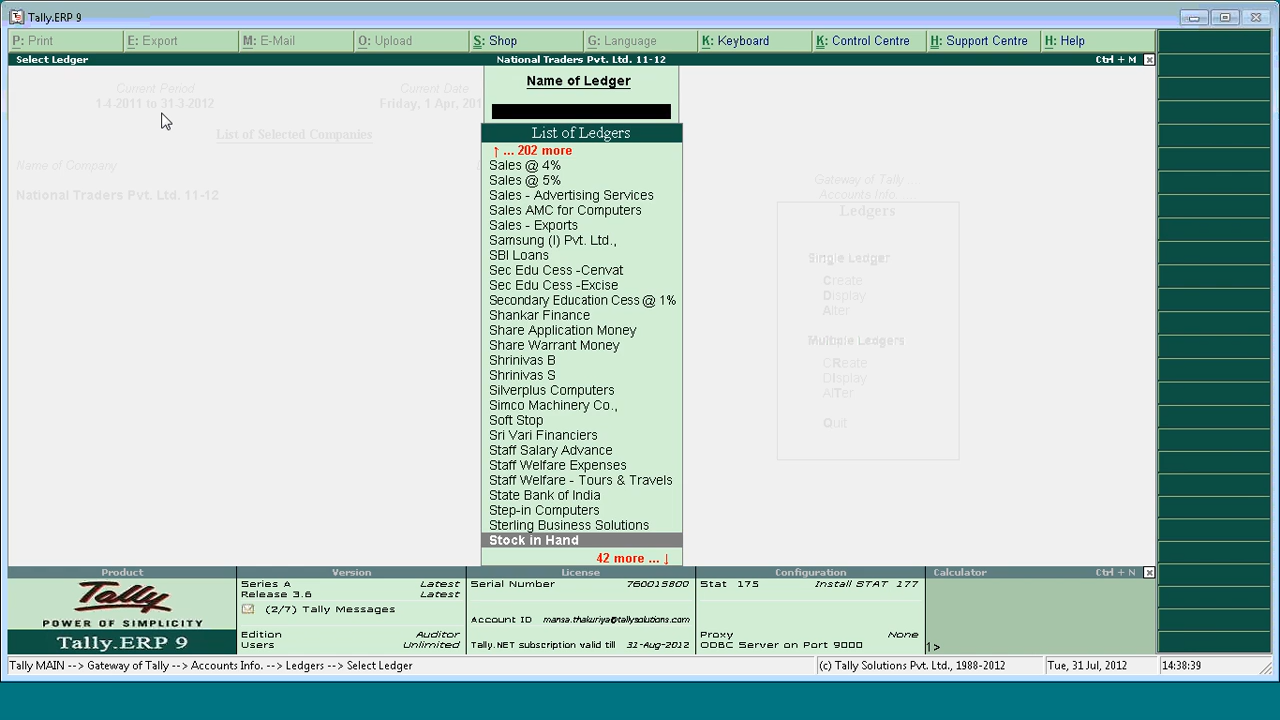 Tally.ERP 9
P: Print
E: Export
M: E-Mail
O: Upload
S: Shop
G: Language
K: Keyboard
K: Control Centre
H: Support Centre
H: Help
Select Ledger
National Traders Pvt. Ltd. 11-12
Ctrl + M
Current Period
1-4-2011 to 31-3-2012
Current Date
Friday, 1 Apr, 201
List of Selected Companies
Name of Company
National Traders Pvt. Ltd. 11-12
Name of Ledger
List of Ledgers
↑ ... 202 more
Sales @ 4%
Sales @ 5%
Sales - Advertising Services
Sales AMC for Computers
Sales - Exports
Samsung (I) Pvt. Ltd.,
SBI Loans
Sec Edu Cess -Cenvat
Sec Edu Cess -Excise
Secondary Education Cess @ 1%
Shankar Finance
Share Application Money
Share Warrant Money
Shrinivas B
Shrinivas S
Silverplus Computers
Simco Machinery Co.,
Soft Stop
Sri Vari Financiers
Staff Salary Advance
Staff Welfare Expenses
Staff Welfare - Tours & Travels
State Bank of India
Step-in Computers
Sterling Business Solutions
Stock in Hand
42 more ... ↓
Gateway of Tally ...
Accounts Info. ...
Ledgers
Single Ledger
Create
Display
Alter
Multiple Ledgers
CReate
DIsplay
AlTer
Quit
Product
Tally
POWER OF SIMPLICITY
Tally.ERP 9
Version
Series A Latest
Release 3.6 Latest
(2/7) Tally Messages
Edition Auditor
Users Unlimited
License
Serial Number 760015800
Account ID mansa.thakuriya@tallysolutions.com
Tally.NET subscription valid till 31-Aug-2012
Configuration
Stat 175 Install STAT 177
Proxy None
ODBC Server on Port 9000
Calculator Ctrl + N
1>
Tally MAIN --> Gateway of Tally --> Accounts Info. --> Ledgers --> Select Ledger
(c) Tally Solutions Pvt. Ltd., 1988-2012
Tue, 31 Jul, 2012
14:38:39